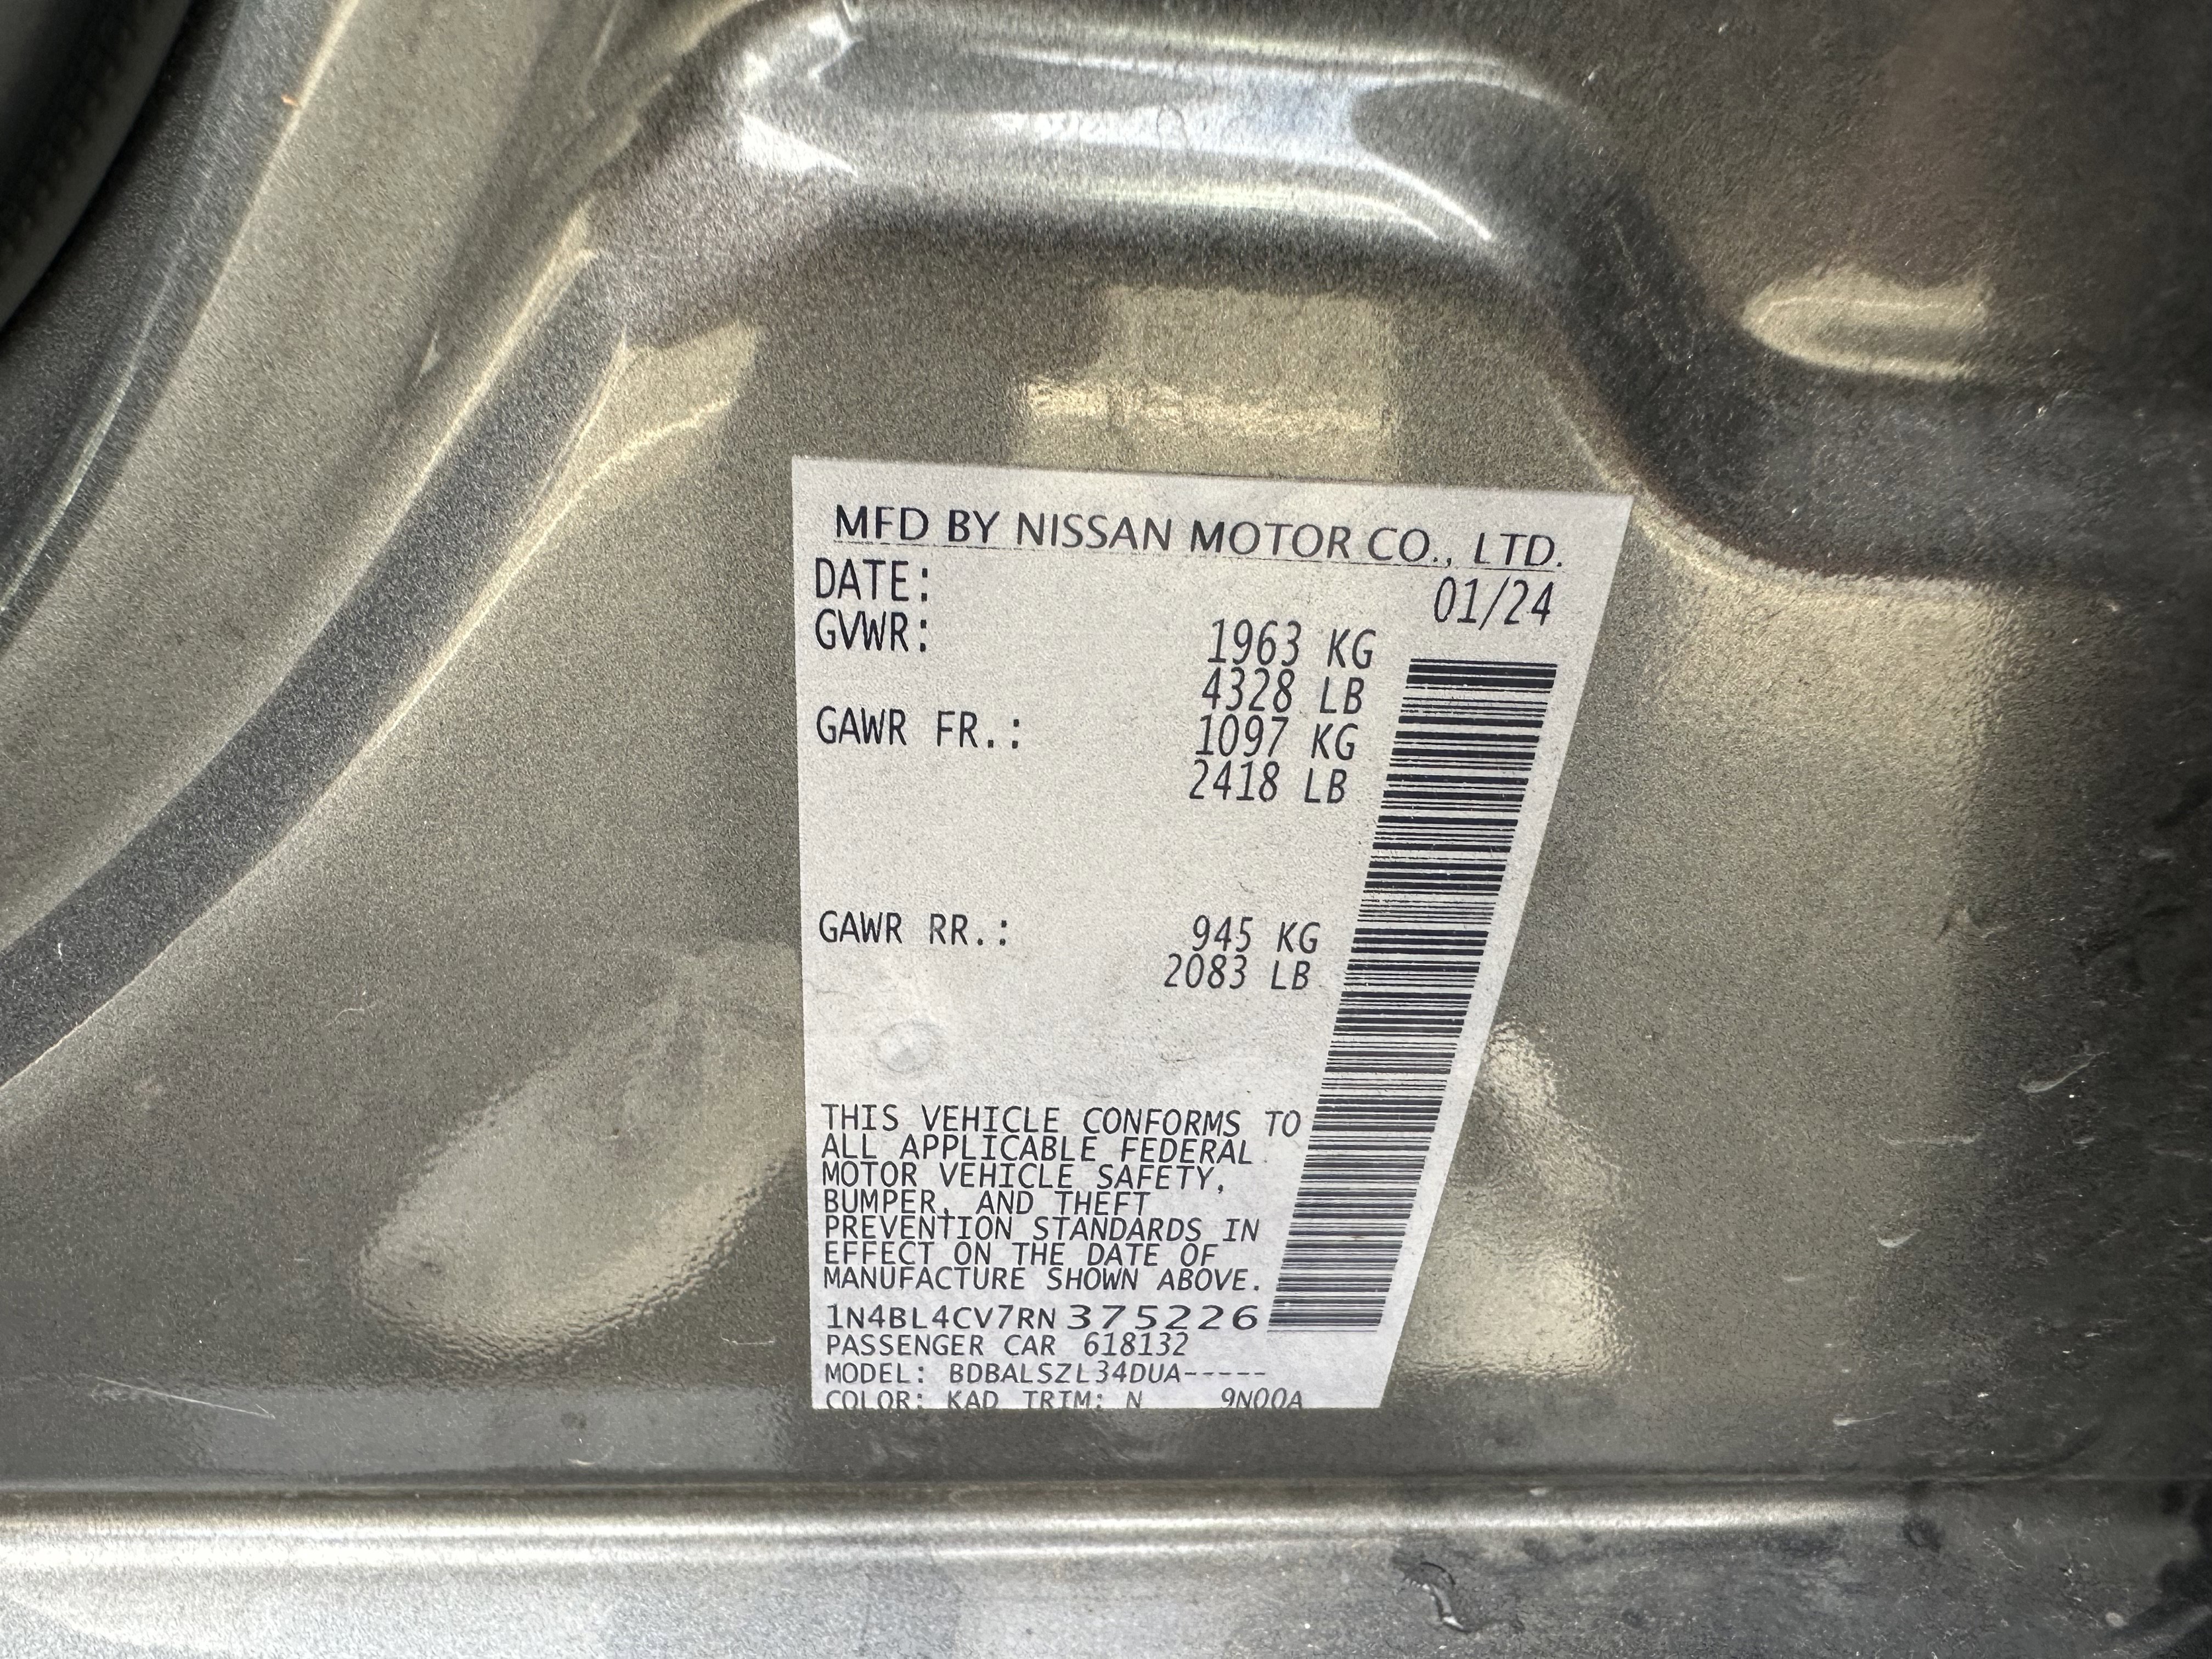 MFD BY NISSAN MOTOR CO., LTD.
DATE: 01/24
GVWR: 1963 KG
4328 LB
GAWR FR.: 1097 KG
2418 LB
GAWR RR.: 945 KG
2083 LB
THIS VEHICLE CONFORMS TO
ALL APPLICABLE FEDERAL
MOTOR VEHICLE SAFETY,
BUMPER, AND THEFT
PREVENTION STANDARDS IN
EFFECT ON THE DATE OF
MANUFACTURE SHOWN ABOVE.
1N4BL4CV7RN375226
PASSENGER CAR 618132
MODEL: BDBALSZL34DUA-----
COLOR: KAD TRIM: N 9N00A